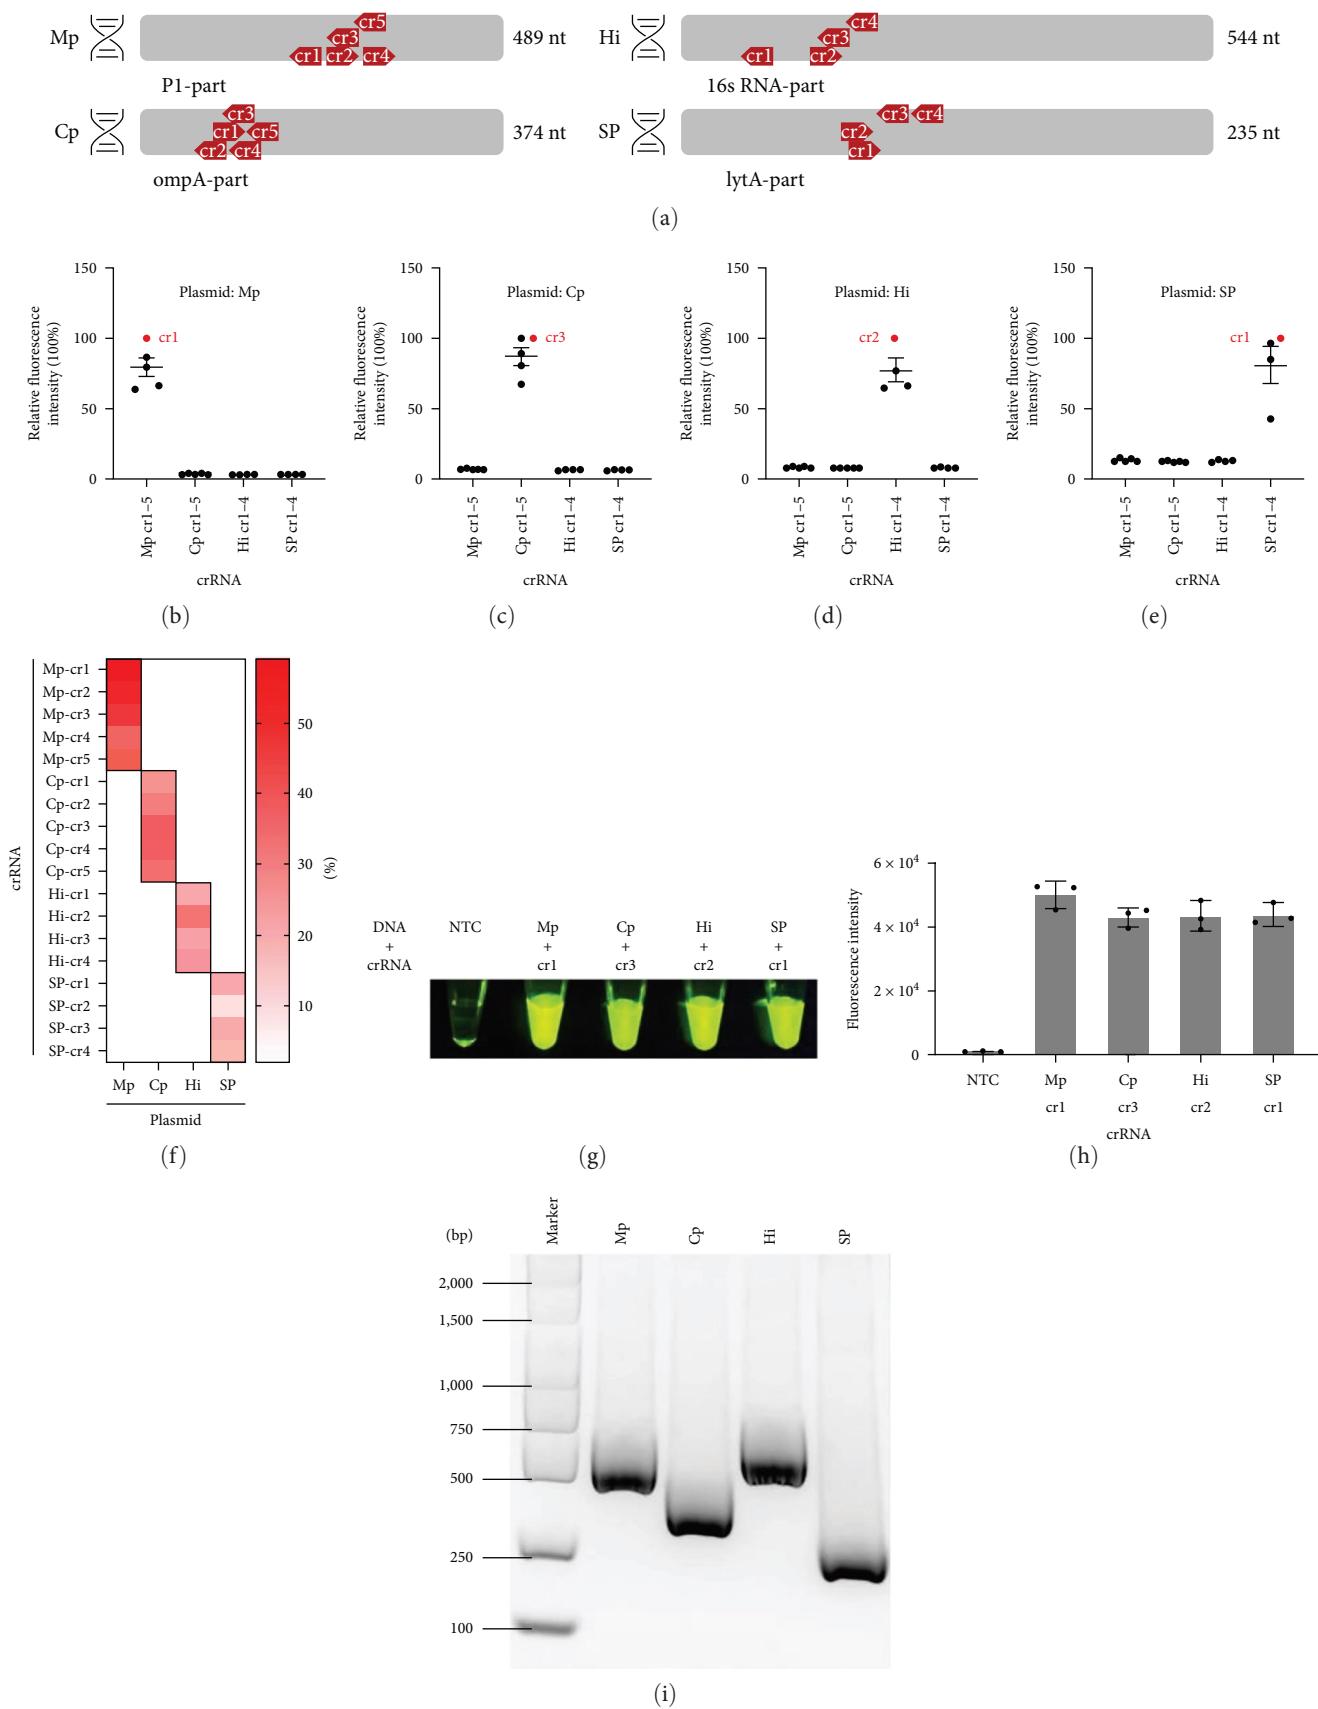 Mp
cr5
cr3
cr1
cr2
cr4
489 nt
P1-part
Hi
cr4
cr3
cr1
cr2
544 nt
16s RNA-part
Cp
cr3
cr1
cr5
cr2
cr4
374 nt
ompA-part
SP
cr3
cr4
cr2
cr1
235 nt
lytA-part
(a)
Relative fluorescence
intensity (100%)
150
100
50
0
Plasmid: Mp
cr1
Mp cr1–5
Cp cr1–5
Hi cr1–4
SP cr1–4
crRNA
(b)
Relative fluorescence
intensity (100%)
150
100
50
0
Plasmid: Cp
cr3
Mp cr1–5
Cp cr1–5
Hi cr1–4
SP cr1–4
crRNA
(c)
Relative fluorescence
intensity (100%)
150
100
50
0
Plasmid: Hi
cr2
Mp cr1–5
Cp cr1–5
Hi cr1–4
SP cr1–4
crRNA
(d)
Relative fluorescence
intensity (100%)
150
100
50
0
Plasmid: SP
cr1
Mp cr1–5
Cp cr1–5
Hi cr1–4
SP cr1–4
crRNA
(e)
crRNA
Mp-cr1
Mp-cr2
Mp-cr3
Mp-cr4
Mp-cr5
Cp-cr1
Cp-cr2
Cp-cr3
Cp-cr4
Cp-cr5
Hi-cr1
Hi-cr2
Hi-cr3
Hi-cr4
SP-cr1
SP-cr2
SP-cr3
SP-cr4
Mp Cp Hi SP
Plasmid
50
40
30
20
10
(%)
(f)
DNA NTC Mp Cp Hi SP
+ + + + +
crRNA cr1 cr3 cr2 cr1
(g)
Fluorescence intensity
6 × 10⁴
4 × 10⁴
2 × 10⁴
0
NTC Mp Cp Hi SP
cr1 cr3 cr2 cr1
crRNA
(h)
(bp)
Marker
Mp
Cp
Hi
SP
2,000
1,500
1,000
750
500
250
100
(i)